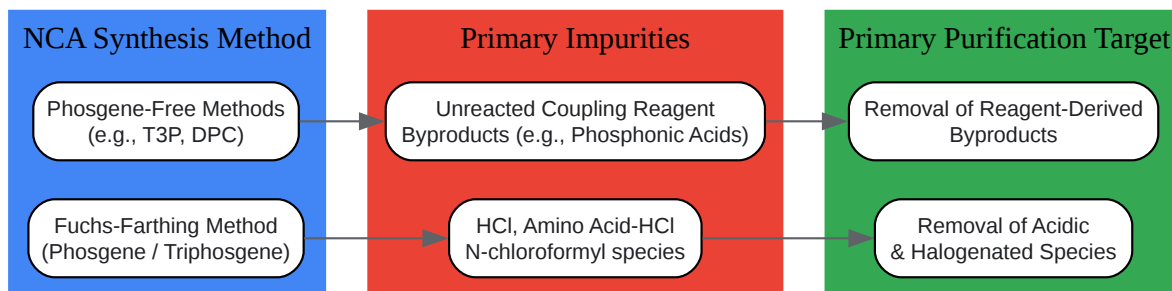 NCA Synthesis Method
Phosgene-Free Methods
(e.g., T3P, DPC)
Fuchs-Farthing Method
(Phosgene / Triphosgene)
Primary Impurities
Unreacted Coupling Reagent
Byproducts (e.g., Phosphonic Acids)
HCl, Amino Acid-HCl
N-chloroformyl species
Primary Purification Target
Removal of Reagent-Derived
Byproducts
Removal of Acidic
& Halogenated Species